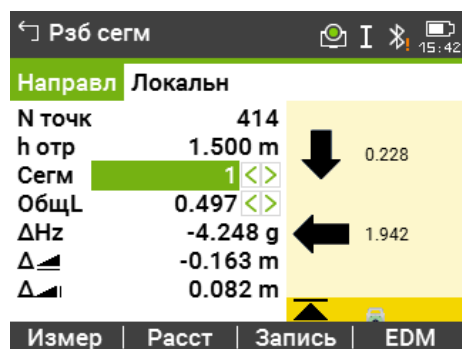 Рзб сегм
I
15:42
Направл Локальн
N точк 414
h отр 1.500 m
Сегм 1
ОбщL 0.497
ΔHz -4.248 g
Δ -0.163 m
Δ 0.082 m
0.228
1.942
Измер | Расст | Запись | EDM